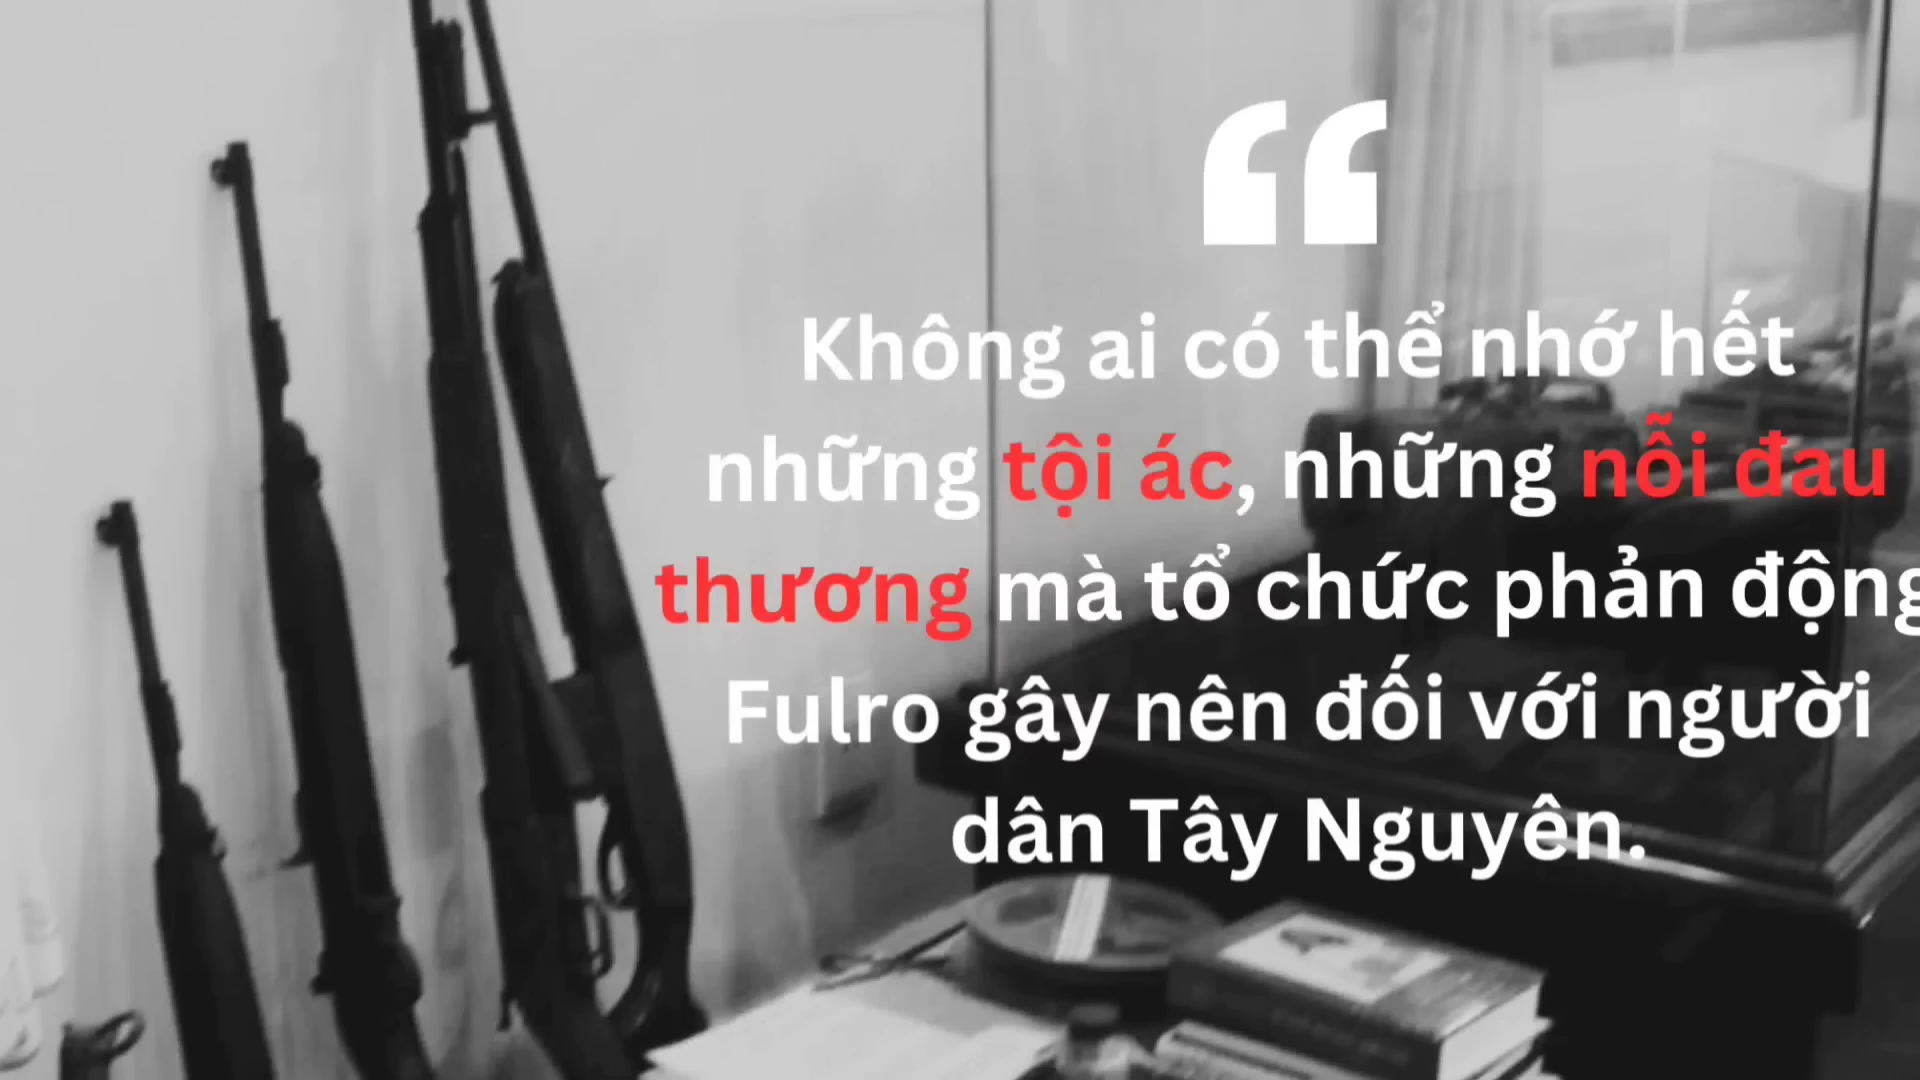 “
Không ai có thể nhớ hết
những tội ác, những nỗi đau
thương mà tổ chức phản động
Fulro gây nên đối với người
dân Tây Nguyên.